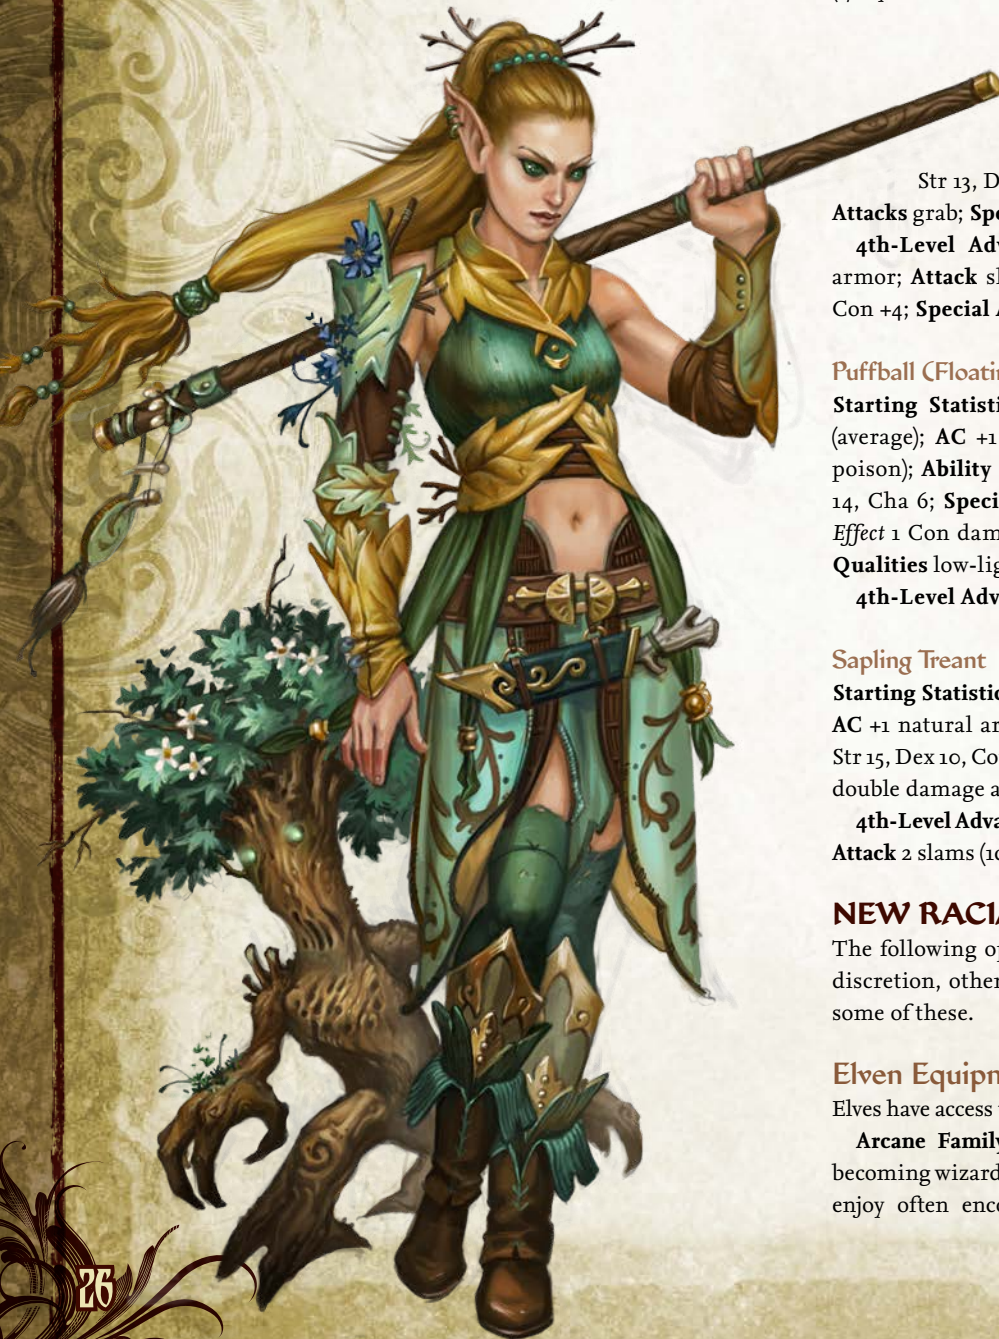 Str 13, D
Attacks grab; Spe
4th-Level Adv
armor; Attack sl
Con +4; Special A
Puffball (Floatin
Starting Statisti
(average); AC +1
poison); Ability
14, Cha 6; Speci
Effect 1 Con dam
Qualities low-lig
4th-Level Adv
Sapling Treant
Starting Statistic
AC +1 natural ar
Str 15, Dex 10, Co
double damage a
4th-Level Adva
Attack 2 slams (1
NEW RACIA
The following op
discretion, other
some of these.
Elven Equipn
Elves have access
Arcane Family
becoming wizard
enjoy often enco
26